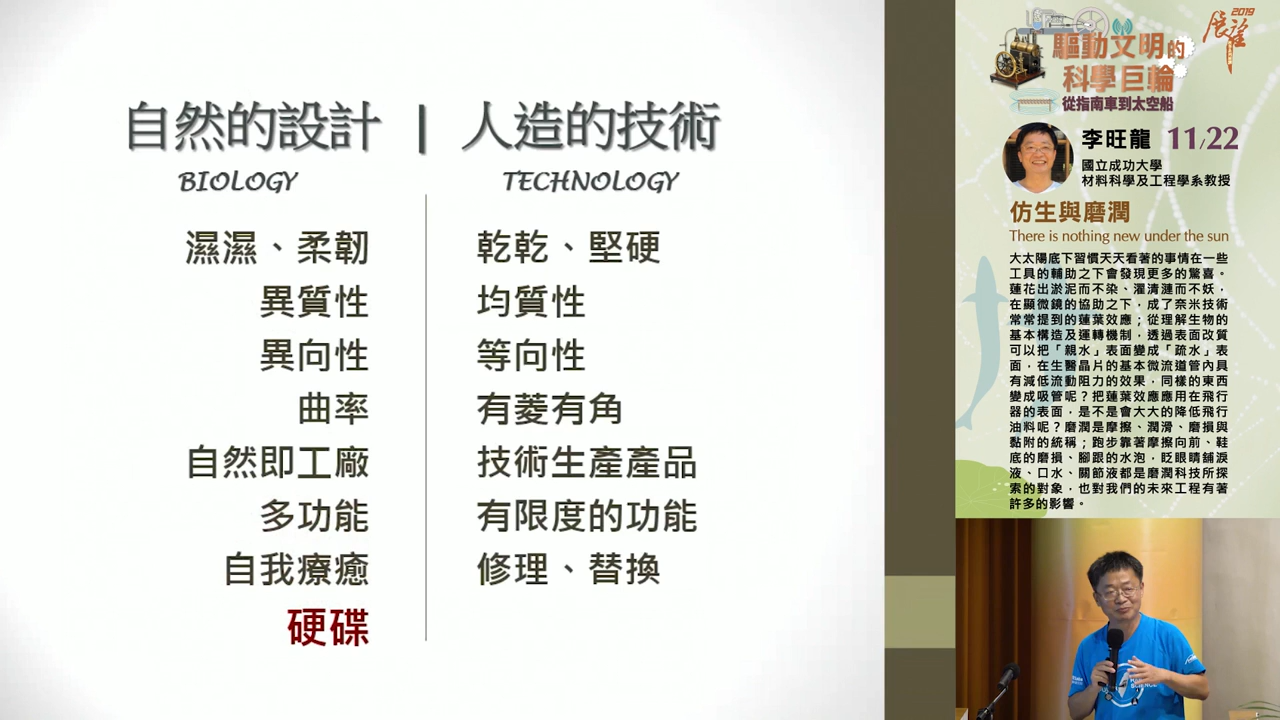 自然的設計 | 人造的技術
BIOLOGY
TECHNOLOGY
濕濕、柔韌
乾乾、堅硬
異質性
均質性
異向性
等向性
曲率
有菱有角
自然即工廠
技術生產產品
多功能
有限度的功能
自我療癒
修理、替換
硬碟
2019
展望
驅動文明的
科學巨輪
從指南車到太空船
李旺龍 11/22
國立成功大學
材料科學及工程學系教授
仿生與磨潤
There is nothing new under the sun
大太陽底下習慣天天看著的事情在一些
工具的輔助之下會發現更多的驚喜。
蓮花出淤泥而不染、濯清漣而不妖，
在顯微鏡的協助之下，成了奈米技術
常常提到的蓮葉效應；從理解生物的
基本構造及運轉機制，透過表面改質
可以把「親水」表面變成「疏水」表
面，在生醫晶片的基本微流道管內具
有減低流動阻力的效果，同樣的東西
變成吸管呢？把蓮葉效應應用在飛行
器的表面，是不是會大大的降低飛行
油料呢？磨潤是摩擦、潤滑、磨損與
黏附的統稱；跑步靠著摩擦向前、鞋
底的磨損、腳跟的水泡，眨眼睛舖淚
液、口水、關節液都是磨潤科技所探
索的對象，也對我們的未來工程有著
許多的影響。